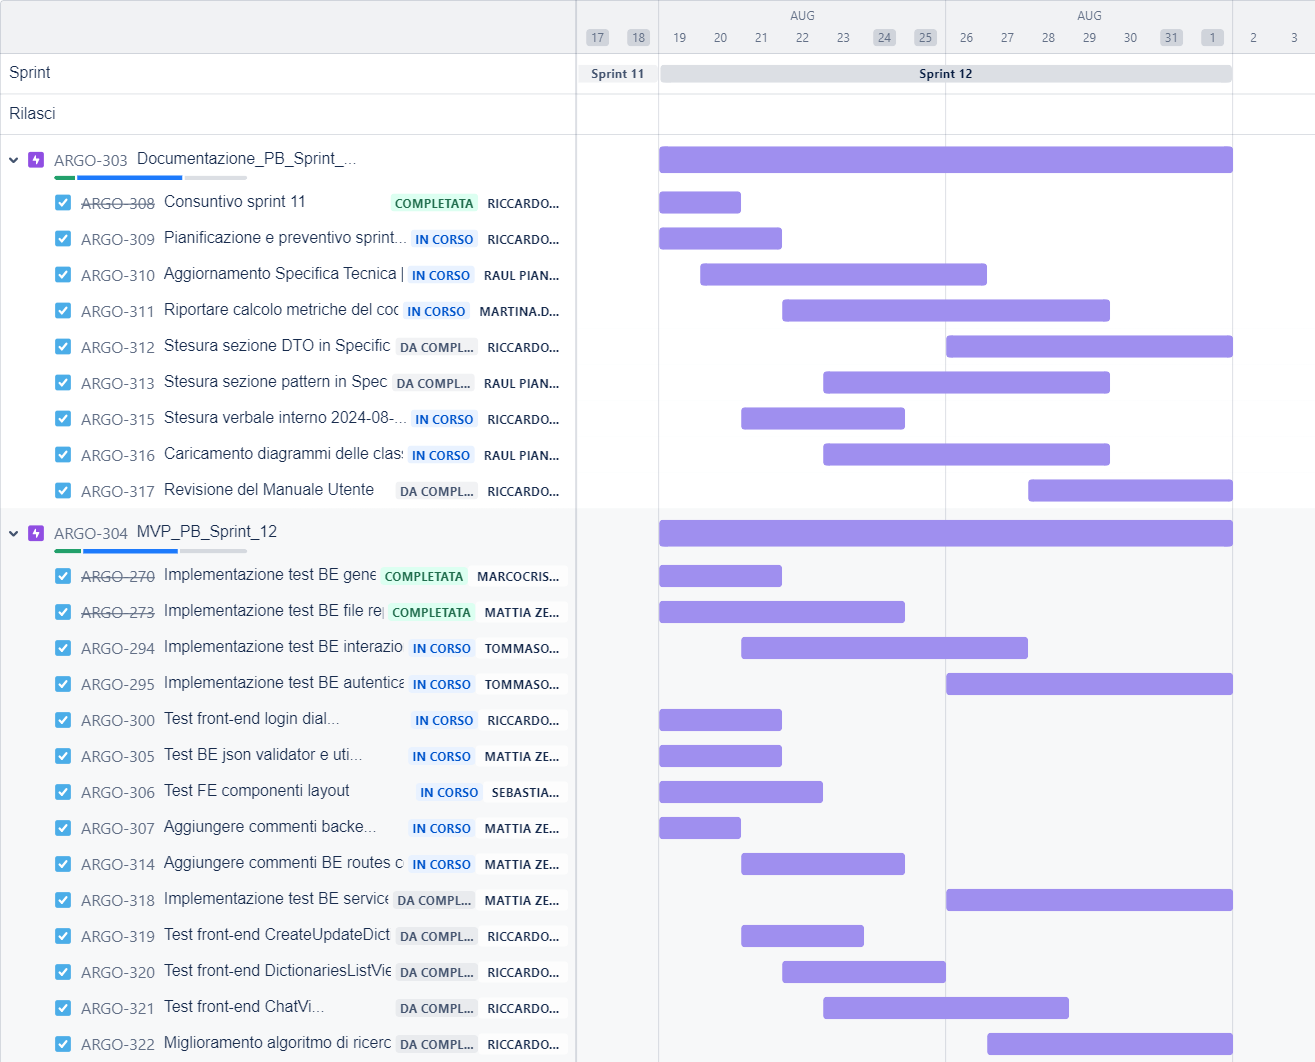 AUG AUG
17 18 19 20 21 22 23 24 25 26 27 28 29 30 31 1 2 3
Sprint Sprint 11 Sprint 12
Rilasci
ARGO-303 Documentazione_PB_Sprint_...
ARGO-308 Consuntivo sprint 11 COMPLETATA RICCARDO...
ARGO-309 Pianificazione e preventivo sprint... IN CORSO RICCARDO...
ARGO-310 Aggiornamento Specifica Tecnica | IN CORSO RAUL PIAN...
ARGO-311 Riportare calcolo metriche del coc IN CORSO MARTINA.D...
ARGO-312 Stesura sezione DTO in Specific DA COMPL... RICCARDO...
ARGO-313 Stesura sezione pattern in Spec DA COMPL... RAUL PIAN...
ARGO-315 Stesura verbale interno 2024-08-... IN CORSO RICCARDO...
ARGO-316 Caricamento diagrammi delle clas IN CORSO RAUL PIAN...
ARGO-317 Revisione del Manuale Utente DA COMPL... RICCARDO...
ARGO-304 MVP_PB_Sprint_12
ARGO-270 Implementazione test BE gene COMPLETATA MARCOCRIS...
ARGO-273 Implementazione test BE file re COMPLETATA MATTIA ZE...
ARGO-294 Implementazione test BE interazio IN CORSO TOMMASO...
ARGO-295 Implementazione test BE autentica IN CORSO TOMMASO...
ARGO-300 Test front-end login dial... IN CORSO RICCARDO...
ARGO-305 Test BE json validator e uti... IN CORSO MATTIA ZE...
ARGO-306 Test FE componenti layout IN CORSO SEBASTIA...
ARGO-307 Aggiungere commenti backe... IN CORSO MATTIA ZE...
ARGO-314 Aggiungere commenti BE routes c IN CORSO MATTIA ZE...
ARGO-318 Implementazione test BE service DA COMPL... MATTIA ZE...
ARGO-319 Test front-end CreateUpdateDict DA COMPL... RICCARDO...
ARGO-320 Test front-end DictionariesListVie DA COMPL... RICCARDO...
ARGO-321 Test front-end ChatVi... DA COMPL... RICCARDO...
ARGO-322 Miglioramento algoritmo di ricerc DA COMPL... RICCARDO...